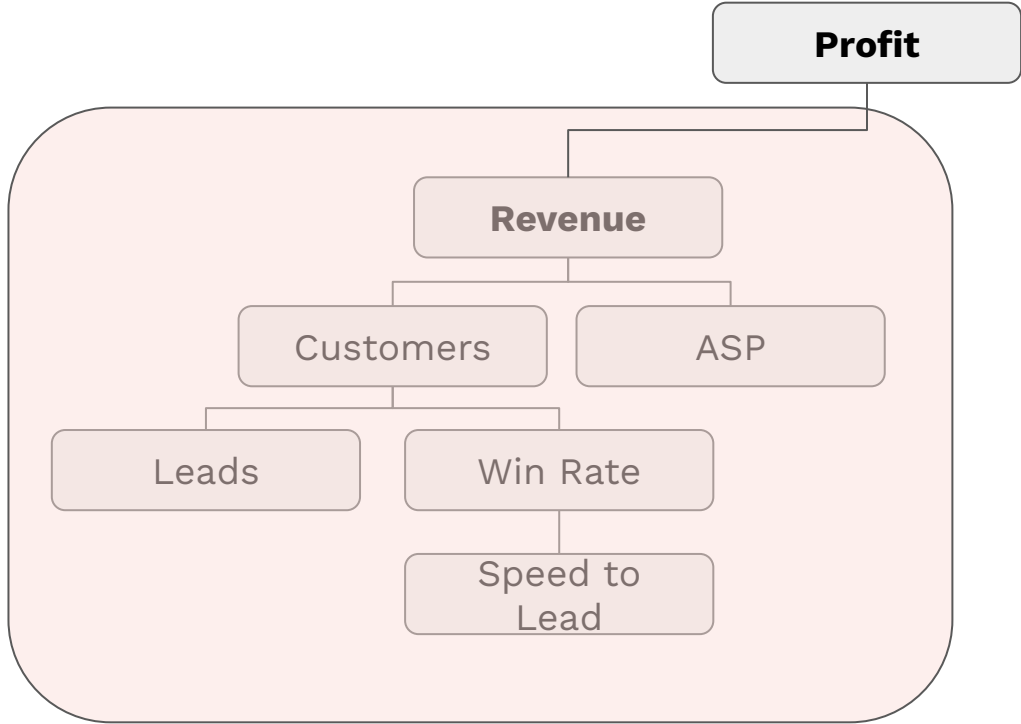 Profit
Revenue
Customers
ASP
Leads
Win Rate
Speed to
Lead